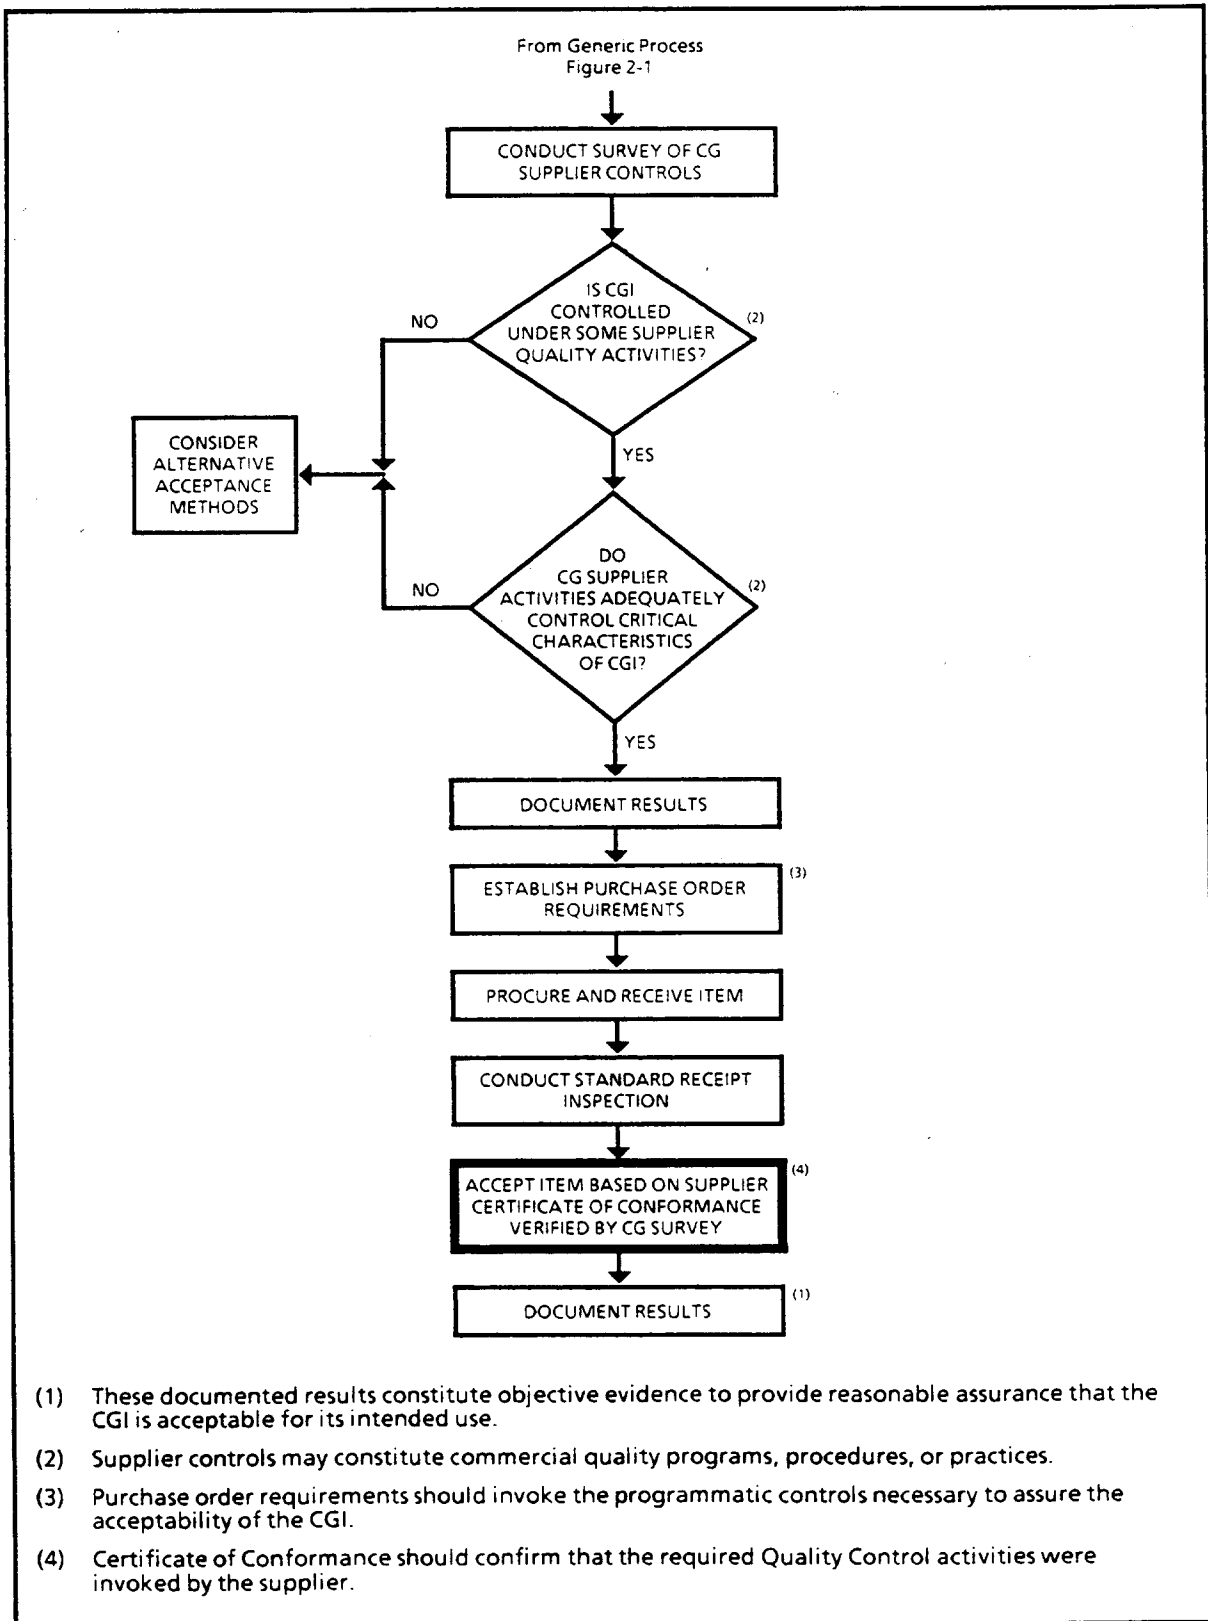 From Generic Process
Figure 2-1
CONDUCT SURVEY OF CG
SUPPLIER CONTROLS
IS CGI
CONTROLLED
UNDER SOME SUPPLIER
QUALITY ACTIVITIES?
(2)
NO
YES
CONSIDER
ALTERNATIVE
ACCEPTANCE
METHODS
DO
CG SUPPLIER
ACTIVITIES ADEQUATELY
CONTROL CRITICAL
CHARACTERISTICS
OF CGI?
(2)
NO
YES
DOCUMENT RESULTS
ESTABLISH PURCHASE ORDER
REQUIREMENTS
(3)
PROCURE AND RECEIVE ITEM
CONDUCT STANDARD RECEIPT
INSPECTION
ACCEPT ITEM BASED ON SUPPLIER
CERTIFICATE OF CONFORMANCE
VERIFIED BY CG SURVEY
(4)
DOCUMENT RESULTS
(1)
(1) These documented results constitute objective evidence to provide reasonable assurance that the
CGI is acceptable for its intended use.
(2) Supplier controls may constitute commercial quality programs, procedures, or practices.
(3) Purchase order requirements should invoke the programmatic controls necessary to assure the
acceptability of the CGI.
(4) Certificate of Conformance should confirm that the required Quality Control activities were
invoked by the supplier.